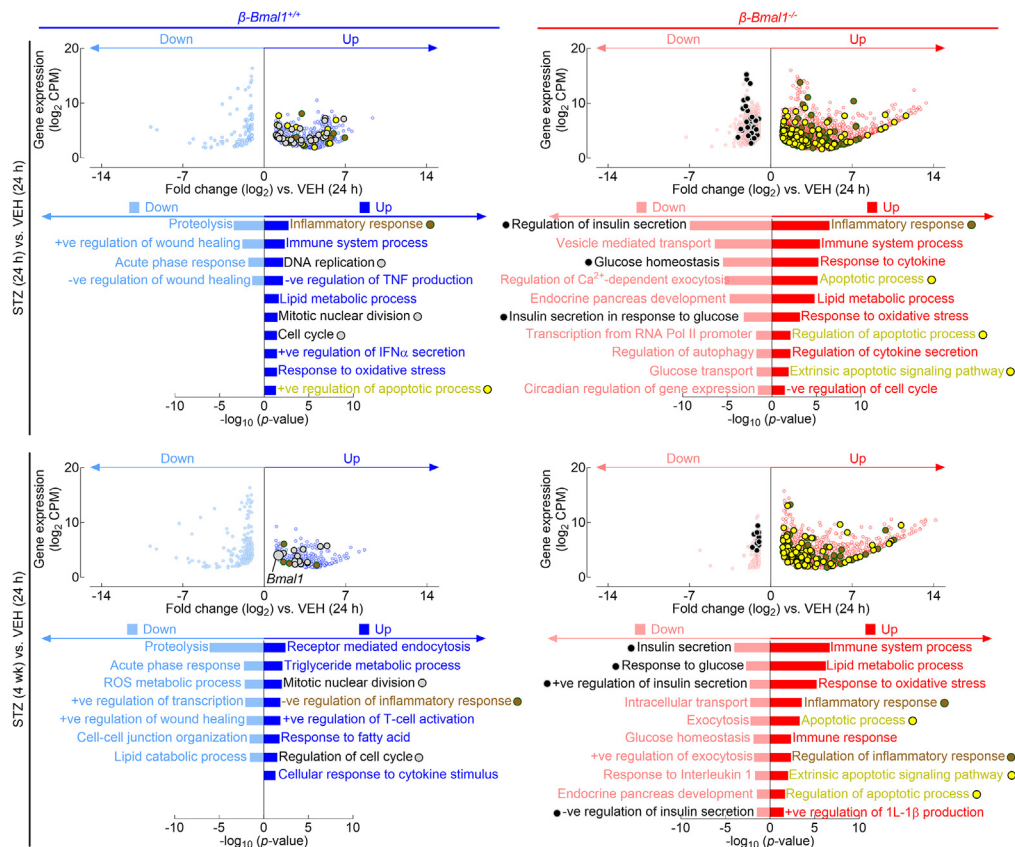 β-Bmal1+/+
β-Bmal1-/-
STZ (24 h) vs. VEH (24 h)
Down
Up
Gene expression
(log2 CPM)
20
10
0
-14
-7
0
7
14
Fold change (log2) vs. VEH (24 h)
Down
Up
Proteolysis
Inflammatory response
+ve regulation of wound healing
Immune system process
Acute phase response
DNA replication
-ve regulation of wound healing
-ve regulation of TNF production
Lipid metabolic process
Mitotic nuclear division
Cell cycle
+ve regulation of IFNα secretion
Response to oxidative stress
+ve regulation of apoptotic process
-10
-5
0
5
10
-log10 (p-value)
Down
Up
Gene expression
(log2 CPM)
20
10
0
-14
-7
0
7
14
Fold change (log2) vs. VEH (24 h)
Down
Up
Regulation of insulin secretion
Inflammatory response
Vesicle mediated transport
Immune system process
Glucose homeostasis
Response to cytokine
Regulation of Ca2+-dependent exocytosis
Apoptotic process
Endocrine pancreas development
Lipid metabolic process
Insulin secretion in response to glucose
Response to oxidative stress
Transcription from RNA Pol II promoter
Regulation of apoptotic process
Regulation of autophagy
Regulation of cytokine secretion
Glucose transport
Extrinsic apoptotic signaling pathway
Circadian regulation of gene expression
-ve regulation of cell cycle
-10
-5
0
5
10
-log10 (p-value)
STZ (4 wk) vs. VEH (24 h)
Down
Up
Gene expression
(log2 CPM)
20
10
0
Bmal1
-14
-7
0
7
14
Fold change (log2) vs. VEH (24 h)
Down
Up
Proteolysis
Receptor mediated endocytosis
Acute phase response
Triglyceride metabolic process
ROS metabolic process
Mitotic nuclear division
+ve regulation of transcription
-ve regulation of inflammatory response
+ve regulation of wound healing
+ve regulation of T-cell activation
Cell-cell junction organization
Response to fatty acid
Lipid catabolic process
Regulation of cell cycle
Cellular response to cytokine stimulus
-10
-5
0
5
10
-log10 (p-value)
Down
Up
Gene expression
(log2 CPM)
20
10
0
-14
-7
0
7
14
Fold change (log2) vs. VEH (24 h)
Down
Up
Insulin secretion
Immune system process
Response to glucose
Lipid metabolic process
+ve regulation of insulin secretion
Response to oxidative stress
Intracellular transport
Inflammatory response
Exocytosis
Apoptotic process
Glucose homeostasis
Immune response
+ve regulation of exocytosis
Regulation of inflammatory response
Response to Interleukin 1
Extrinsic apoptotic signaling pathway
Endocrine pancreas development
Regulation of apoptotic process
-ve regulation of insulin secretion
+ve regulation of 1L-1β production
-10
-5
0
5
10
-log10 (p-value)